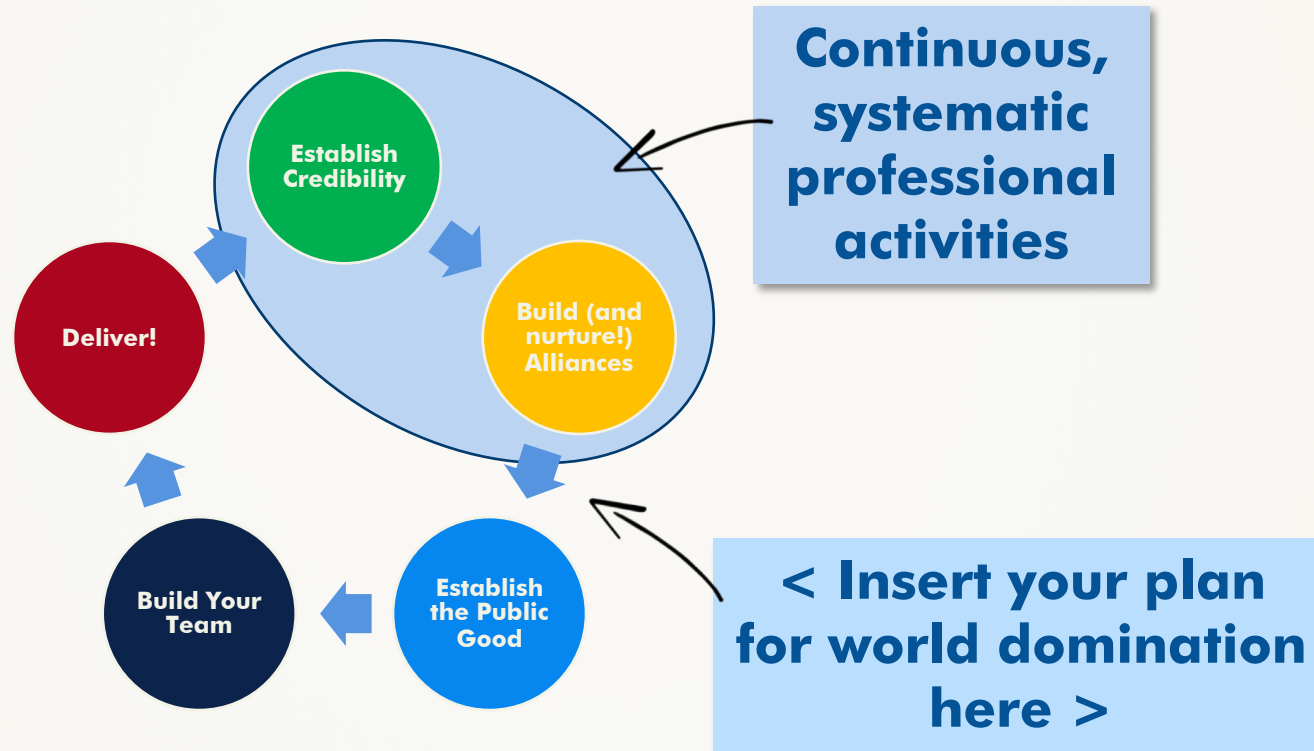 Continuous,
systematic
professional
activities
Establish
Credibility
Build (and
nurture!)
Alliances
Deliver!
Establish
the Public
Good
Build Your
Team
< Insert your plan
for world domination
here >